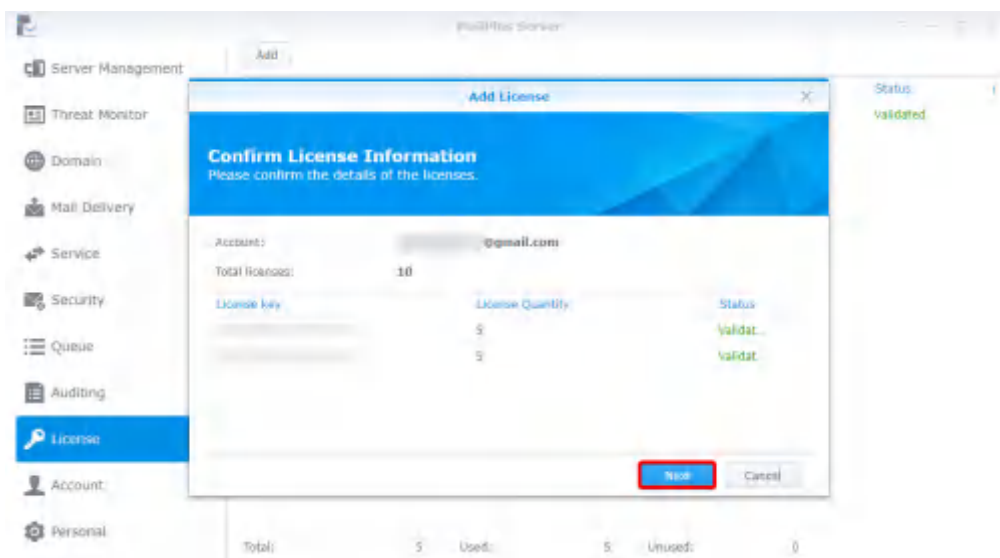 MailPlus Server
Add
Server Management
Threat Monitor
Domain
Mail Delivery
Service
Security
Queue
Auditing
License
Account
Personal
Status
Validated
Add License
Confirm License Information
Please confirm the details of the licenses.
Account: @gmail.com
Total licenses: 10
License key License Quantity Status
5 Validat...
5 Validat...
Next Cancel
Total: 5 Used: 5 Unused: 0